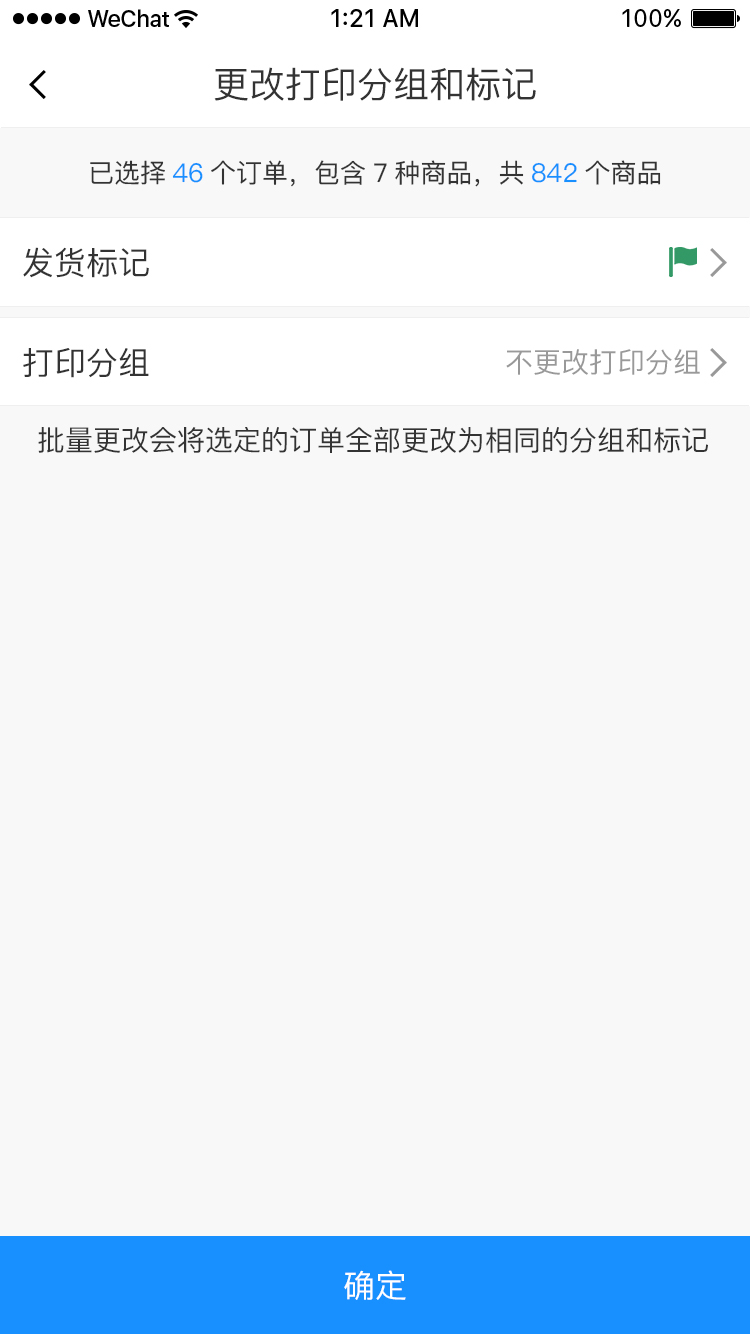 WeChat 1:21 AM 100%
更改打印分组和标记
已选择 46 个订单，包含 7 种商品，共 842 个商品
发货标记
打印分组 不更改打印分组
批量更改会将选定的订单全部更改为相同的分组和标记
确定